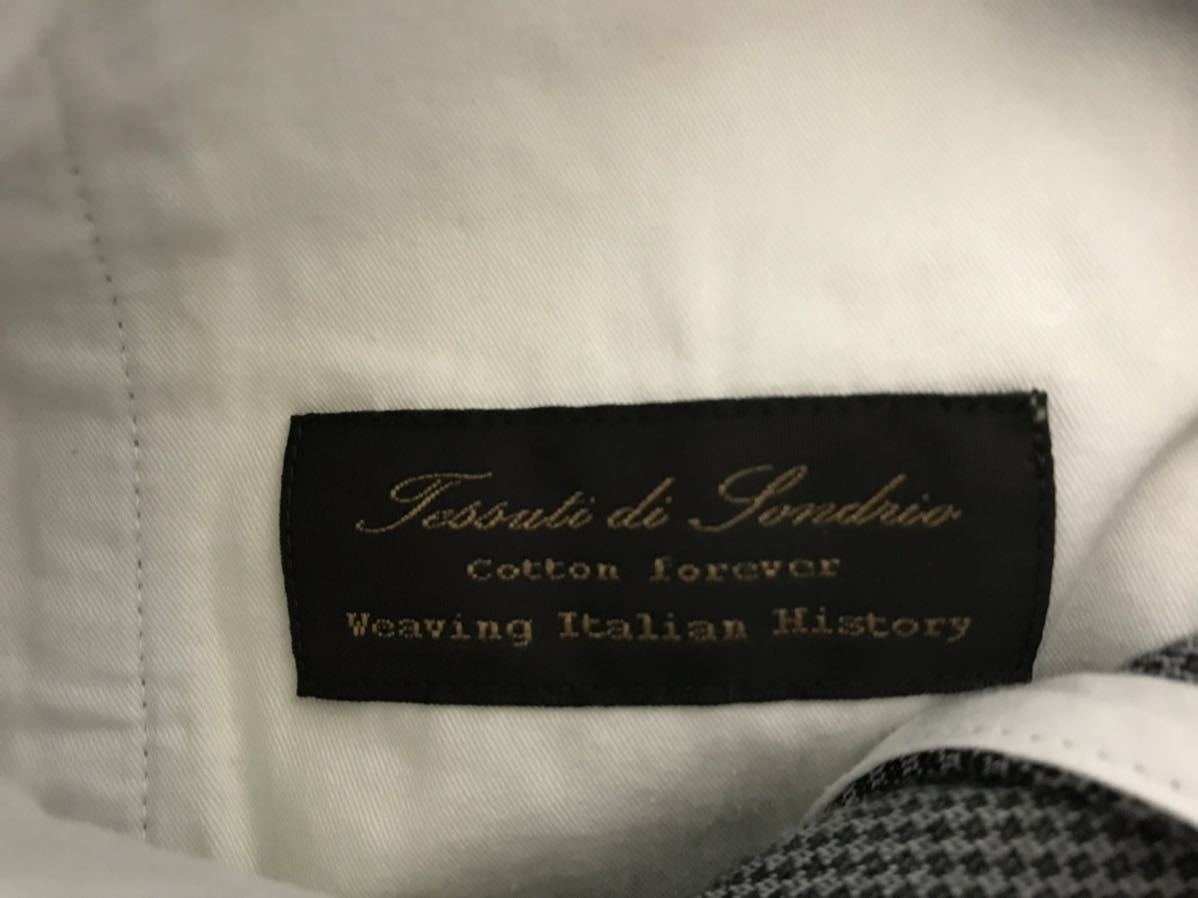 Tessuti di Sondrio
Cotton forever
Weaving Italian History